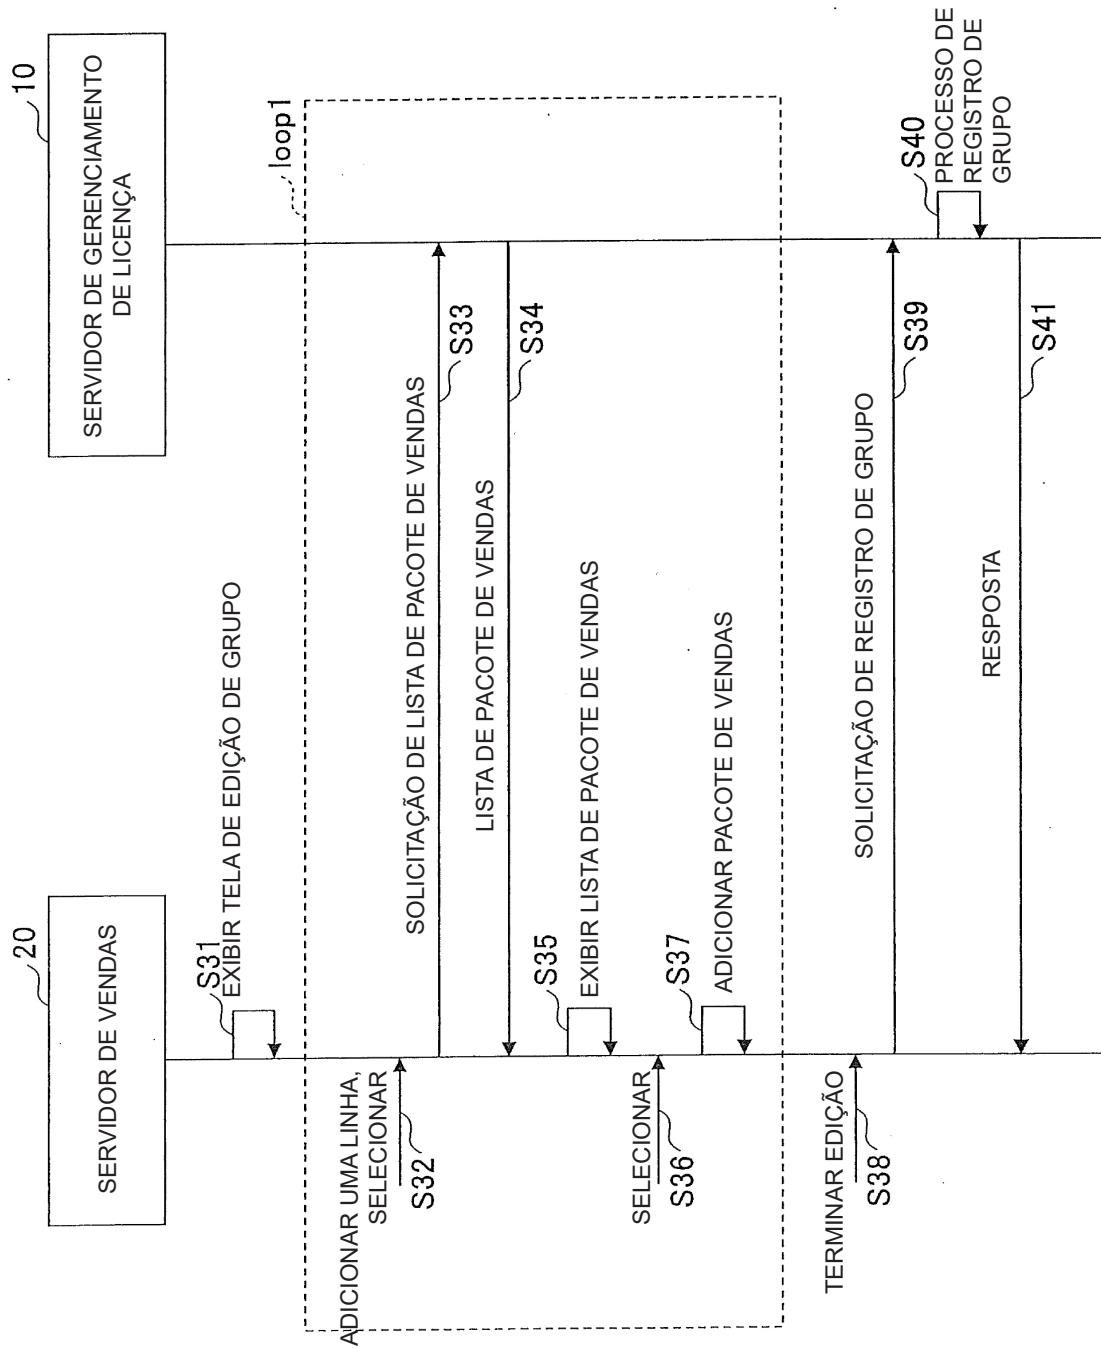 20
SERVIDOR DE VENDAS
10
SERVIDOR DE GERENCIAMENTO
DE LICENÇA
S31
EXIBIR TELA DE EDIÇÃO DE GRUPO
loop1
ADICIONAR UMA LINHA,
SELECIONAR
S32
SOLICITAÇÃO DE LISTA DE PACOTE DE VENDAS
S33
LISTA DE PACOTE DE VENDAS
S34
S35
EXIBIR LISTA DE PACOTE DE VENDAS
SELECIONAR
S36
S37
ADICIONAR PACOTE DE VENDAS
TERMINAR EDIÇÃO
S38
SOLICITAÇÃO DE REGISTRO DE GRUPO
S39
S40
PROCESSO DE
REGISTRO DE
GRUPO
RESPOSTA
S41